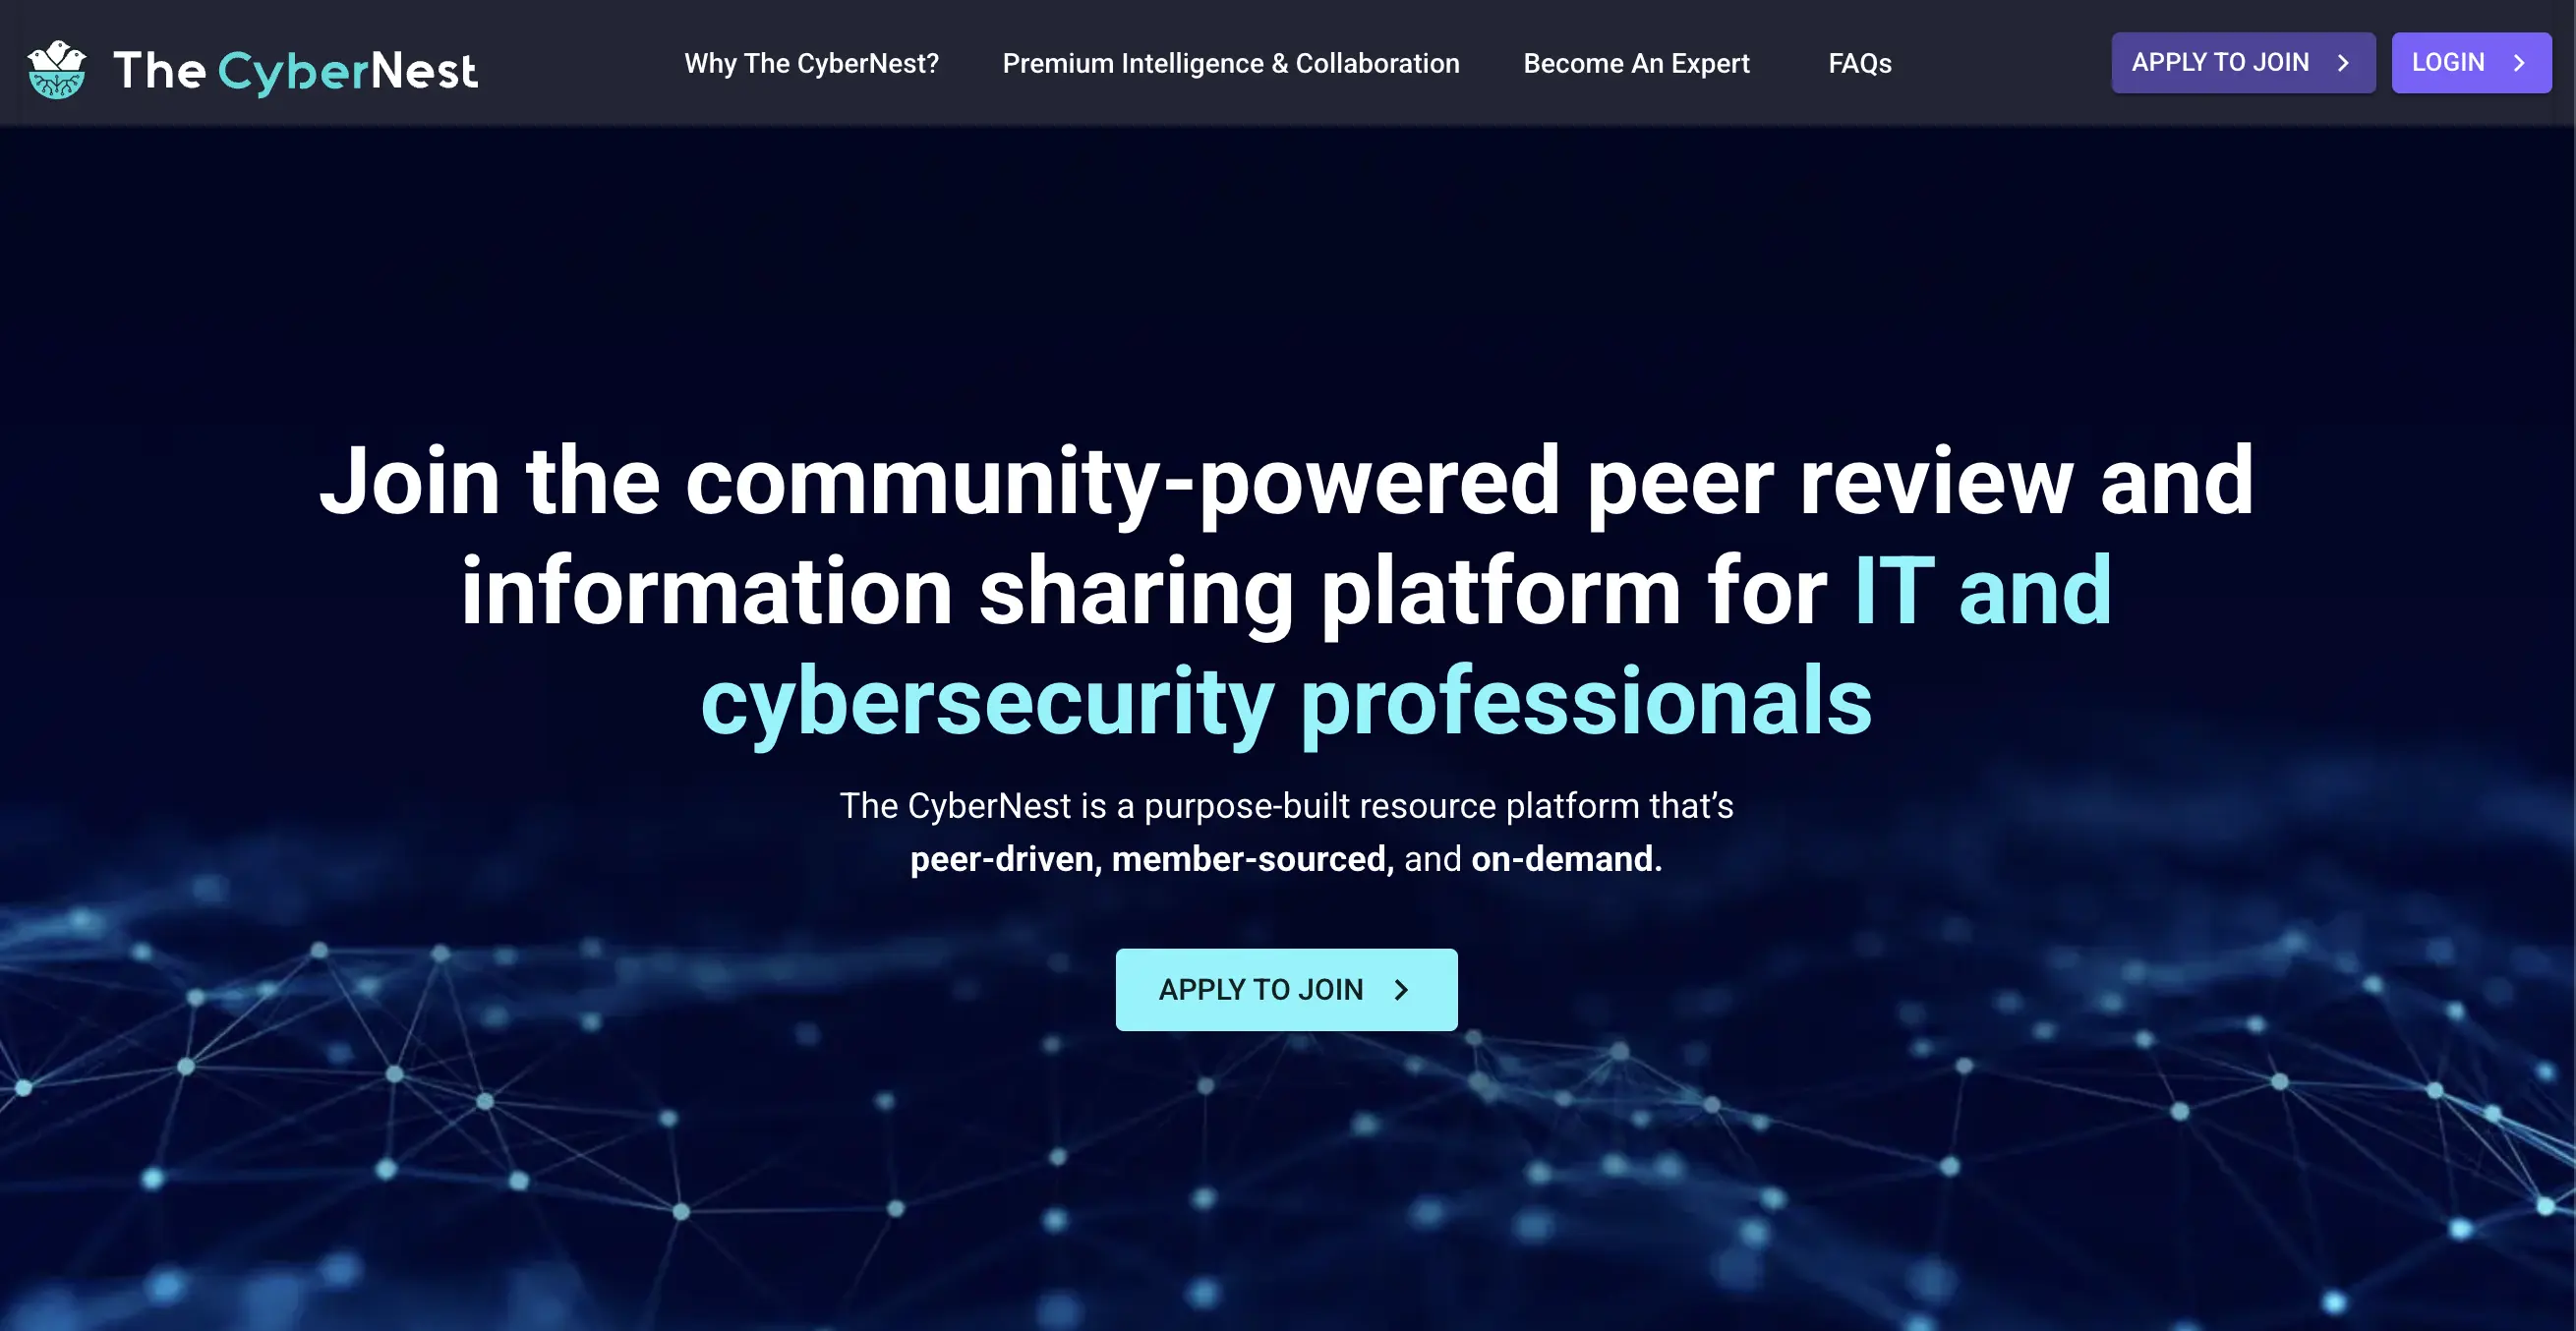 The CyberNest
Why The CyberNest?
Premium Intelligence & Collaboration
Become An Expert
FAQs
APPLY TO JOIN
LOGIN
Join the community-powered peer review and
information sharing platform for IT and
cybersecurity professionals
The CyberNest is a purpose-built resource platform that’s
peer-driven, member-sourced, and on-demand.
APPLY TO JOIN